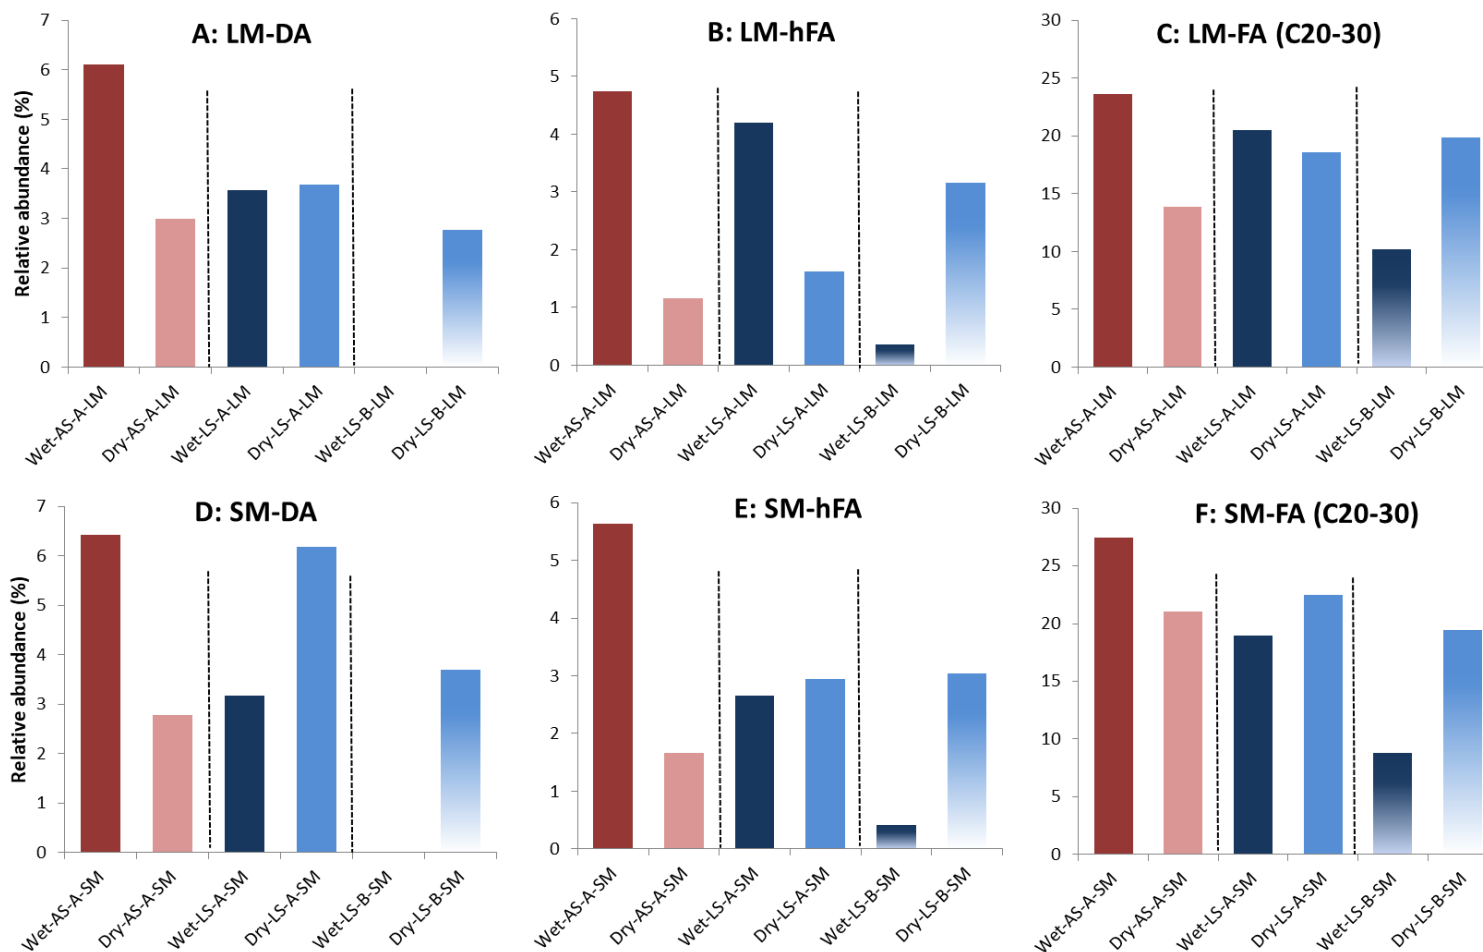 A: LM-DA
Relative abundance (%)
7
6
5
4
3
2
1
0
Wet-AS-A-LM
Dry-AS-A-LM
Wet-LS-A-LM
Dry-LS-A-LM
Wet-LS-B-LM
Dry-LS-B-LM
B: LM-hFA
6
5
4
3
2
1
0
Wet-AS-A-LM
Dry-AS-A-LM
Wet-LS-A-LM
Dry-LS-A-LM
Wet-LS-B-LM
Dry-LS-B-LM
C: LM-FA (C20-30)
30
25
20
15
10
5
0
Wet-AS-A-LM
Dry-AS-A-LM
Wet-LS-A-LM
Dry-LS-A-LM
Wet-LS-B-LM
Dry-LS-B-LM
D: SM-DA
Relative abundance (%)
7
6
5
4
3
2
1
0
Wet-AS-A-SM
Dry-AS-A-SM
Wet-LS-A-SM
Dry-LS-A-SM
Wet-LS-B-SM
Dry-LS-B-SM
E: SM-hFA
6
5
4
3
2
1
0
Wet-AS-A-SM
Dry-AS-A-SM
Wet-LS-A-SM
Dry-LS-A-SM
Wet-LS-B-SM
Dry-LS-B-SM
F: SM-FA (C20-30)
30
25
20
15
10
5
0
Wet-AS-A-SM
Dry-AS-A-SM
Wet-LS-A-SM
Dry-LS-A-SM
Wet-LS-B-SM
Dry-LS-B-SM